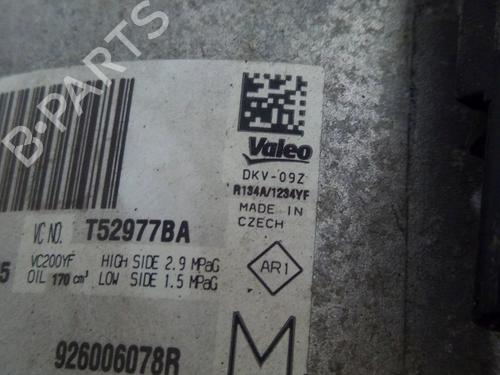 B-PARTS
Valeo
DKV-09Z
R134A/1234YF
MADE IN
CZECH
VC NO. T52977BA
5 VC200YF HIGH SIDE 2.9 MPaG
OIL 170 cm³ LOW SIDE 1.5 MPaG
AR1
926006078R
M